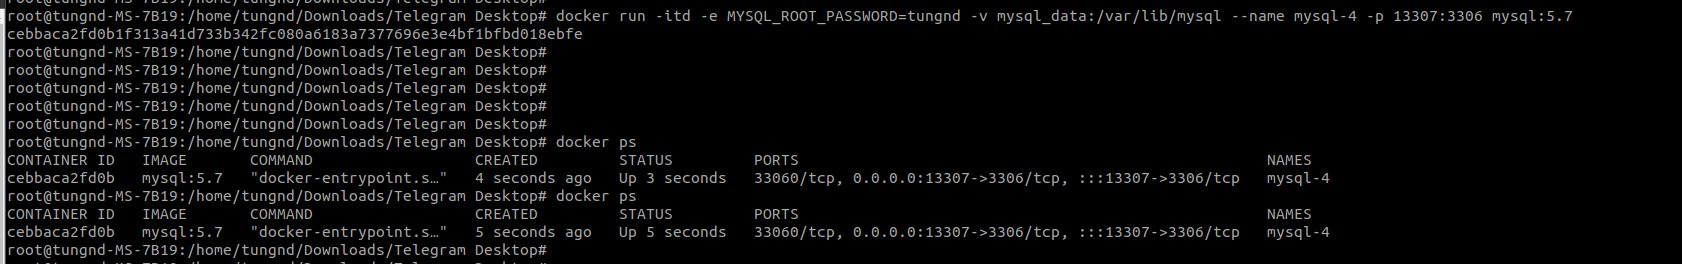 root@tungnd-MS-7B19:/home/tungnd/Downloads/Telegram Desktop#
root@tungnd-MS-7B19:/home/tungnd/Downloads/Telegram Desktop# docker run -itd -e MYSQL_ROOT_PASSWORD=tungnd -v mysql_data:/var/lib/mysql --name mysql-4 -p 13307:3306 mysql:5.7
cebbaca2fd0b1f313a41d733b342fc080a6183a7377696e3e4bf1bfbd018ebfe
root@tungnd-MS-7B19:/home/tungnd/Downloads/Telegram Desktop#
root@tungnd-MS-7B19:/home/tungnd/Downloads/Telegram Desktop#
root@tungnd-MS-7B19:/home/tungnd/Downloads/Telegram Desktop#
root@tungnd-MS-7B19:/home/tungnd/Downloads/Telegram Desktop#
root@tungnd-MS-7B19:/home/tungnd/Downloads/Telegram Desktop#
root@tungnd-MS-7B19:/home/tungnd/Downloads/Telegram Desktop# docker ps
CONTAINER ID   IMAGE       COMMAND                  CREATED         STATUS         PORTS                                                    NAMES
cebbaca2fd0b   mysql:5.7   "docker-entrypoint.s…"   4 seconds ago   Up 3 seconds   33060/tcp, 0.0.0.0:13307->3306/tcp, :::13307->3306/tcp   mysql-4
root@tungnd-MS-7B19:/home/tungnd/Downloads/Telegram Desktop# docker ps
CONTAINER ID   IMAGE       COMMAND                  CREATED         STATUS         PORTS                                                    NAMES
cebbaca2fd0b   mysql:5.7   "docker-entrypoint.s…"   5 seconds ago   Up 5 seconds   33060/tcp, 0.0.0.0:13307->3306/tcp, :::13307->3306/tcp   mysql-4
root@tungnd-MS-7B19:/home/tungnd/Downloads/Telegram Desktop#